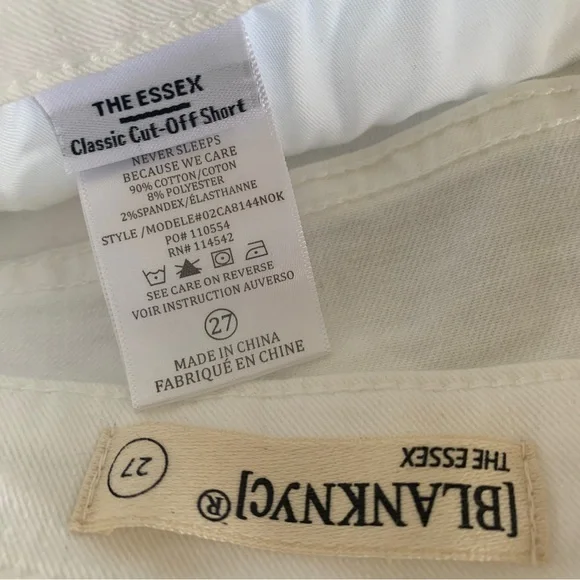 THE ESSEX
Classic Cut-Off Short
NEVER SLEEPS
BECAUSE WE CARE
90% COTTON/COTON
8% POLYESTER
2%SPANDEX/ÉLASTHANNE
STYLE /MODELE#02CA8144NOK
PO# 110554
RN# 114542
SEE CARE ON REVERSE
VOIR INSTRUCTION AUVERSO
27
MADE IN CHINA
FABRIQUÉ EN CHINE
[BLANKNYC]®
THE ESSEX
27